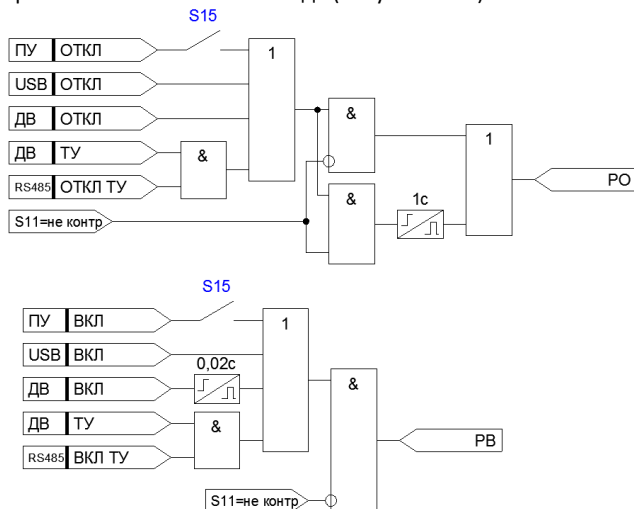 S15
ПУ ОТКЛ
1
USB ОТКЛ
ДВ ОТКЛ
&
ДВ ТУ
&
1
RS485 ОТКЛ ТУ
РО
&
1с
S11=не контр
S15
ПУ ВКЛ
1
USB ВКЛ
0,02с
ДВ ВКЛ
&
ДВ ТУ
&
РВ
RS485 ВКЛ ТУ
S11=не контр